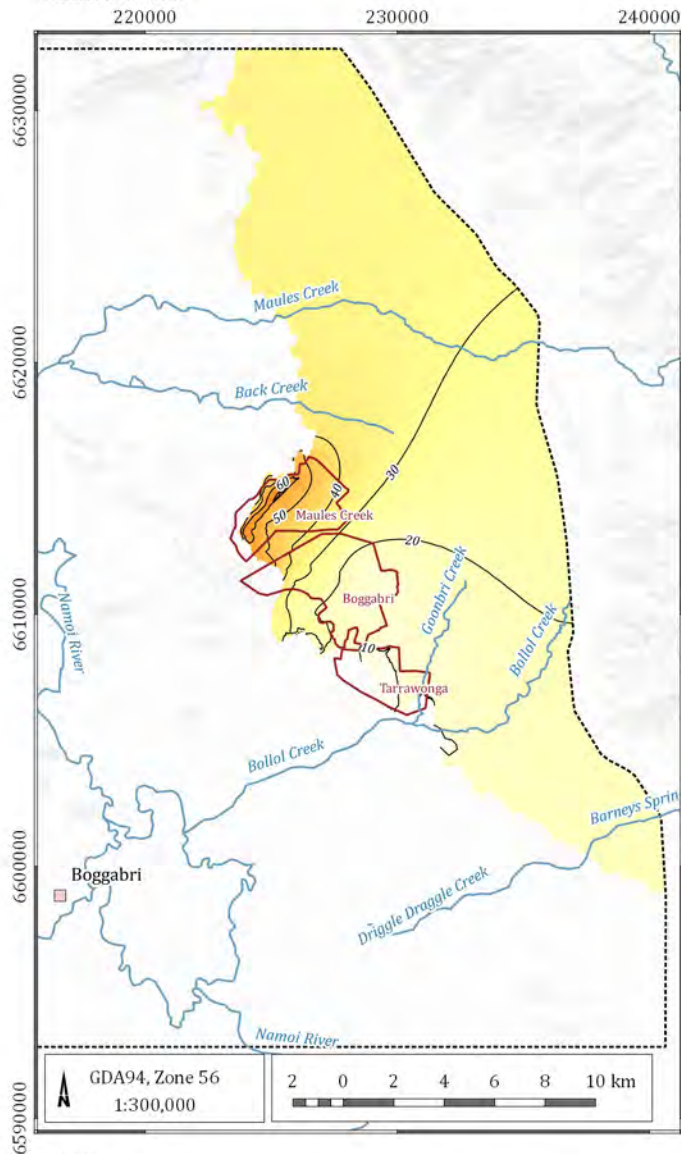 220000
230000
240000
6630000
Maules Creek
6620000
Back Creek
30
60
40
50
Maules Creek
20
Goonbri Creek
Boggabri
Bollol Creek
Namoi River
6610000
10
Tarrawonga
Bollol Creek
Barneys Sprin
6600000
Boggabri
Driggle Draggle Creek
Namoi River
GDA94, Zone 56
1:300,000
2 0 2 4 6 8 10 km
6590000